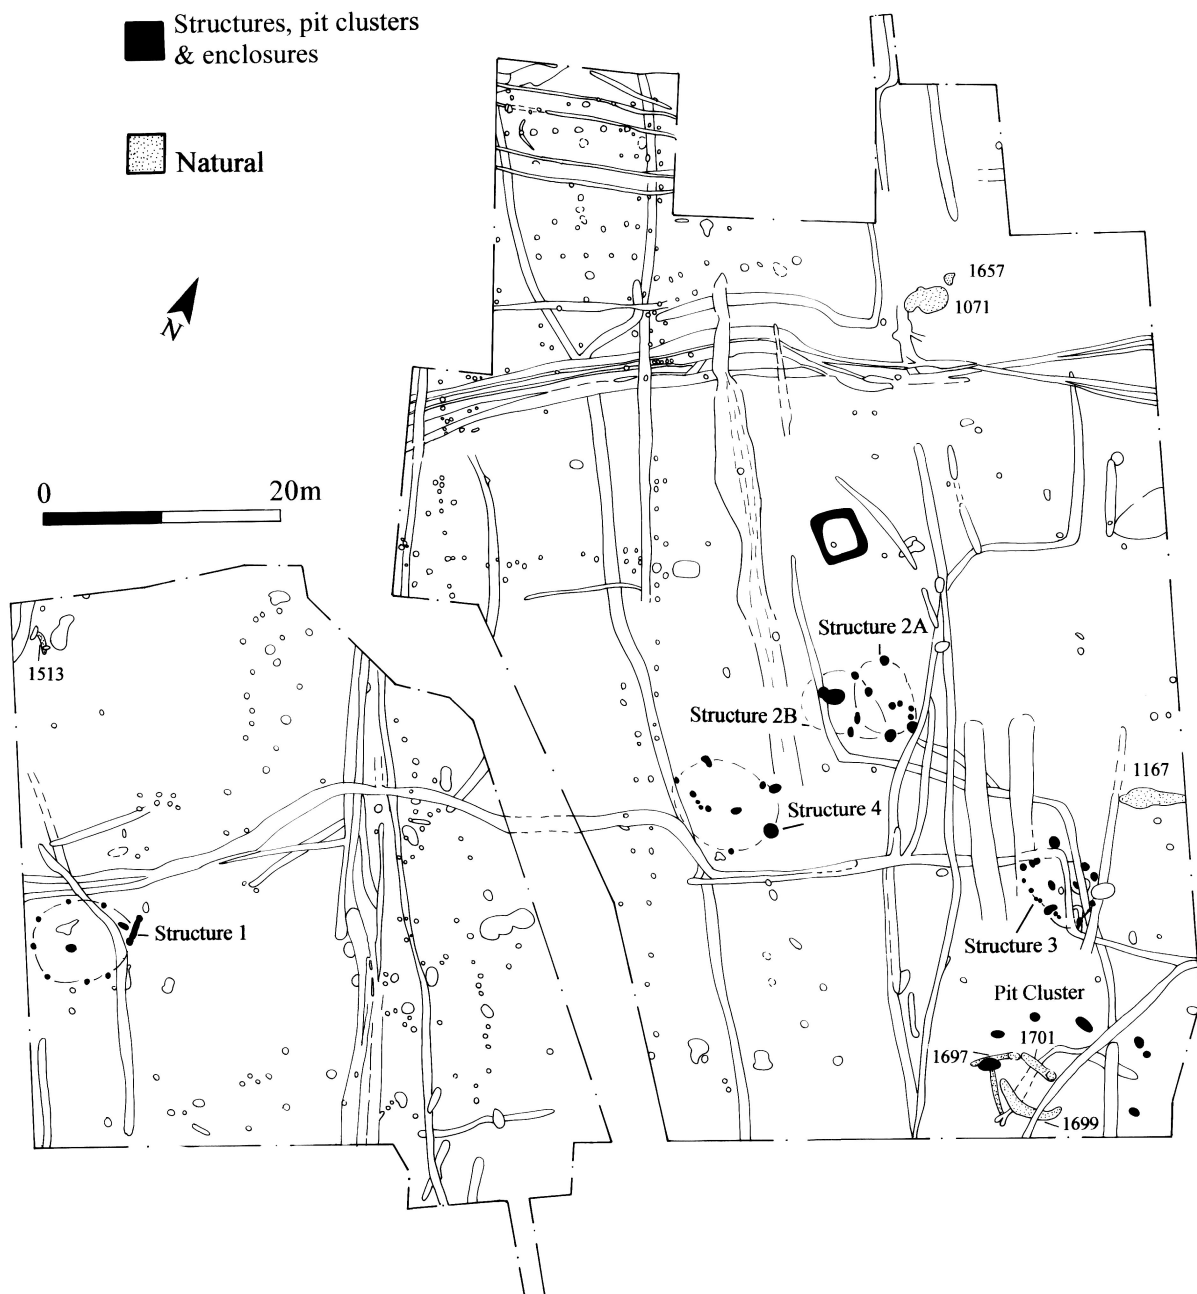 Structures, pit clusters
& enclosures
Natural
N
0 20m
1657
1071
1513
Structure 2A
Structure 2B
1167
Structure 4
Structure 1
Structure 3
Pit Cluster
1701
1697
1699